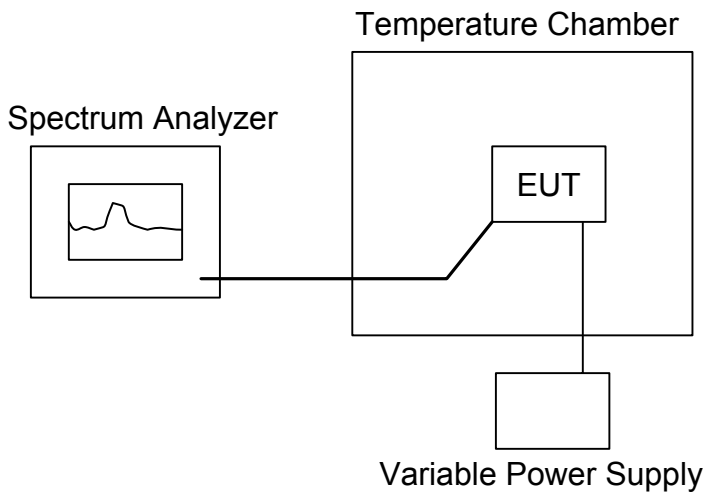 Temperature Chamber
Spectrum Analyzer
EUT
Variable Power Supply